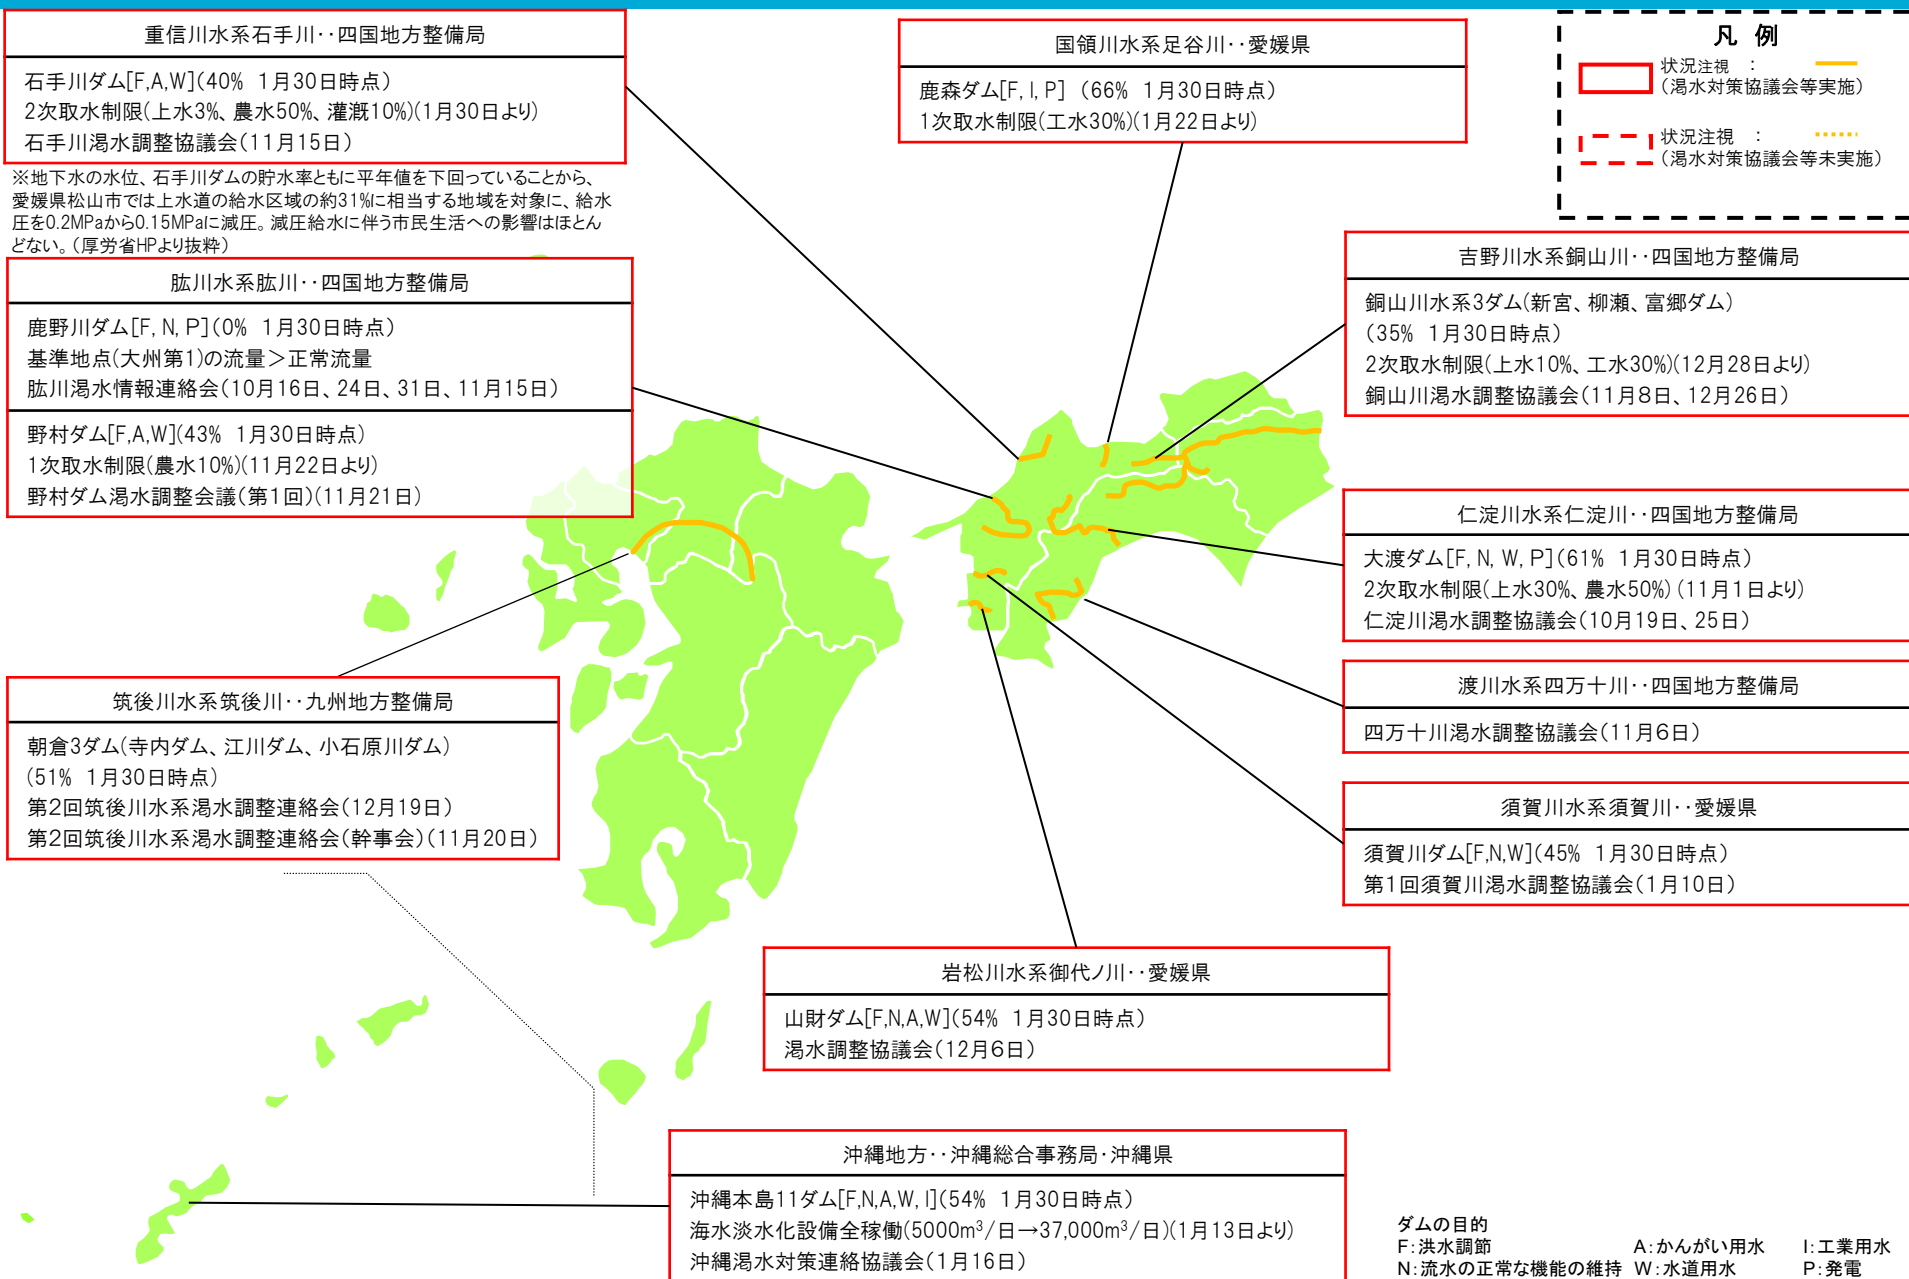 重信川水系石手川‥四国地方整備局
石手川ダム[F,A,W](40% 1月30日時点)
2次取水制限(上水3%、農水50%、灌漑10%)(1月30日より)
石手川渇水調整協議会(11月15日)
※地下水の水位、石手川ダムの貯水率ともに平年値を下回っていることから、
愛媛県松山市では上水道の給水区域の約31%に相当する地域を対象に、給水
圧を0.2MPaから0.15MPaに減圧。減圧給水に伴う市民生活への影響はほとん
どない。(厚労省HPより抜粋)
国領川水系足谷川‥愛媛県
鹿森ダム[F, I, P] (66% 1月30日時点)
1次取水制限(工水30%)(1月22日より)
凡 例
状況注視 :
(渇水対策協議会等実施)
状況注視 :
(渇水対策協議会等未実施)
肱川水系肱川‥四国地方整備局
鹿野川ダム[F, N, P](0% 1月30日時点)
基準地点(大州第1)の流量>正常流量
肱川渇水情報連絡会(10月16日、24日、31日、11月15日)
野村ダム[F,A,W](43% 1月30日時点)
1次取水制限(農水10%)(11月22日より)
野村ダム渇水調整会議(第1回)(11月21日)
吉野川水系銅山川‥四国地方整備局
銅山川水系3ダム(新宮、柳瀬、富郷ダム)
(35% 1月30日時点)
2次取水制限(上水10%、工水30%)(12月28日より)
銅山川渇水調整協議会(11月8日、12月26日)
仁淀川水系仁淀川‥四国地方整備局
大渡ダム[F, N, W, P](61% 1月30日時点)
2次取水制限(上水30%、農水50%) (11月1日より)
仁淀川渇水調整協議会(10月19日、25日)
渡川水系四万十川‥四国地方整備局
四万十川渇水調整協議会(11月6日)
筑後川水系筑後川‥九州地方整備局
朝倉3ダム(寺内ダム、江川ダム、小石原川ダム)
(51% 1月30日時点)
第2回筑後川水系渇水調整連絡会(12月19日)
第2回筑後川水系渇水調整連絡会(幹事会)(11月20日)
須賀川水系須賀川‥愛媛県
須賀川ダム[F,N,W](45% 1月30日時点)
第1回須賀川渇水調整協議会(1月10日)
岩松川水系御代ノ川‥愛媛県
山財ダム[F,N,A,W](54% 1月30日時点)
渇水調整協議会(12月6日)
沖縄地方‥沖縄総合事務局・沖縄県
沖縄本島11ダム[F,N,A,W, I](54% 1月30日時点)
海水淡水化設備全稼働(5000m³/日→37,000m³/日)(1月13日より)
沖縄渇水対策連絡協議会(1月16日)
ダムの目的
F:洪水調節 A:かんがい用水 I:工業用水
N:流水の正常な機能の維持 W:水道用水 P:発電